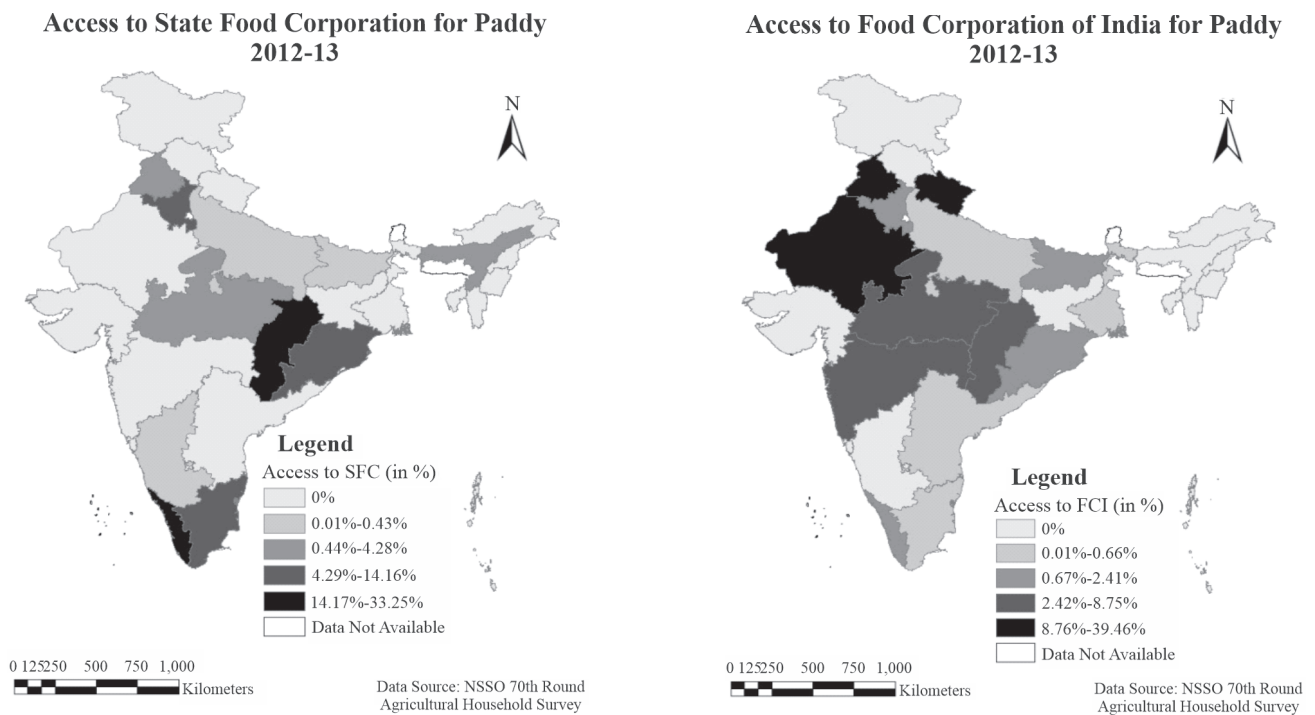 Access to State Food Corporation for Paddy
2012-13
N
Legend
Access to SFC (in %)
0%
0.01%-0.43%
0.44%-4.28%
4.29%-14.16%
14.17%-33.25%
Data Not Available
0 125250 500 750 1,000
Kilometers
Data Source: NSSO 70th Round
Agricultural Household Survey
Access to Food Corporation of India for Paddy
2012-13
N
Legend
Access to FCI (in %)
0%
0.01%-0.66%
0.67%-2.41%
2.42%-8.75%
8.76%-39.46%
Data Not Available
0 125250 500 750 1,000
Kilometers
Data Source: NSSO 70th Round
Agricultural Household Survey